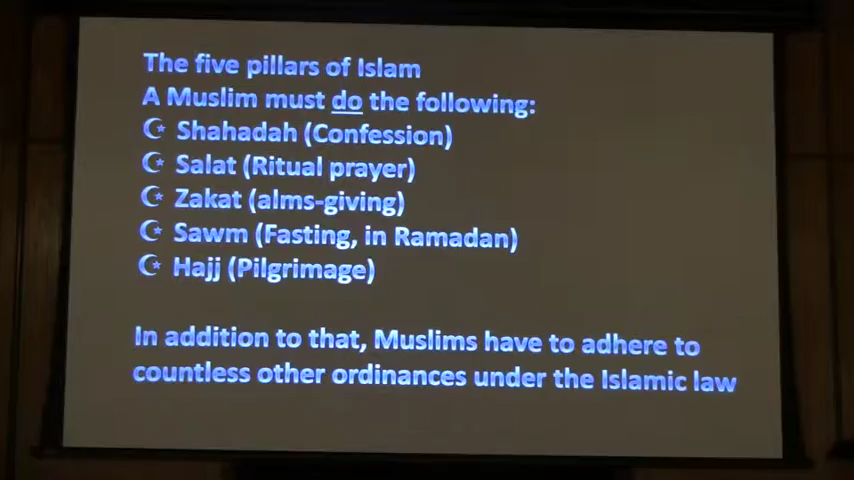 The five pillars of Islam
A Muslim must do the following:
☪ Shahadah (Confession)
☪ Salat (Ritual prayer)
☪ Zakat (alms-giving)
☪ Sawm (Fasting, in Ramadan)
☪ Hajj (Pilgrimage)
In addition to that, Muslims have to adhere to
countless other ordinances under the Islamic law